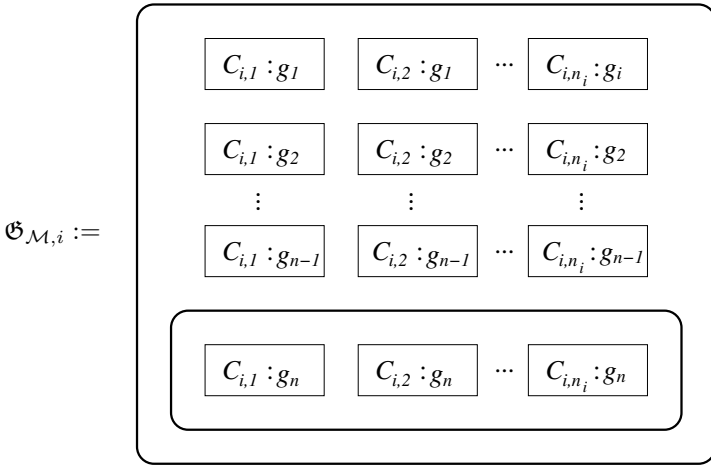 C_{i,1} : g_1 C_{i,2} : g_1 ... C_{i,n_i} : g_i
C_{i,1} : g_2 C_{i,2} : g_2 ... C_{i,n_i} : g_2
⋮ ⋮ ⋮
𝔊_{ℳ,i} :=
C_{i,1} : g_{n-1} C_{i,2} : g_{n-1} ... C_{i,n_i} : g_{n-1}
C_{i,1} : g_n C_{i,2} : g_n ... C_{i,n_i} : g_n